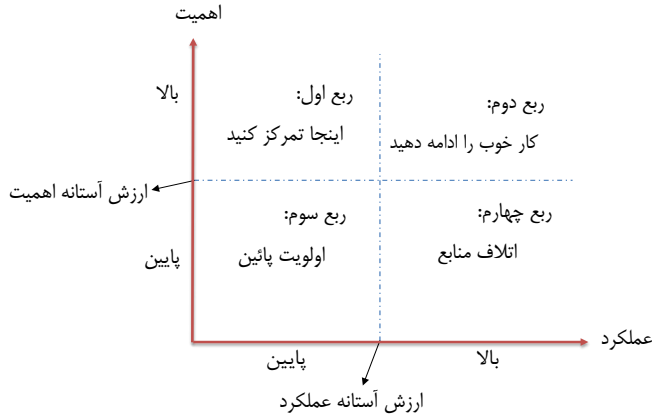 اهمیت
بالا
ربع اول:
اینجا تمرکز کنید
ربع دوم:
کار خوب را ادامه دهید
ارزش آستانه اهمیت
پایین
ربع سوم:
اولویت پائین
ربع چهارم:
اتلاف منابع
عملکرد
پایین
بالا
ارزش آستانه عملکرد